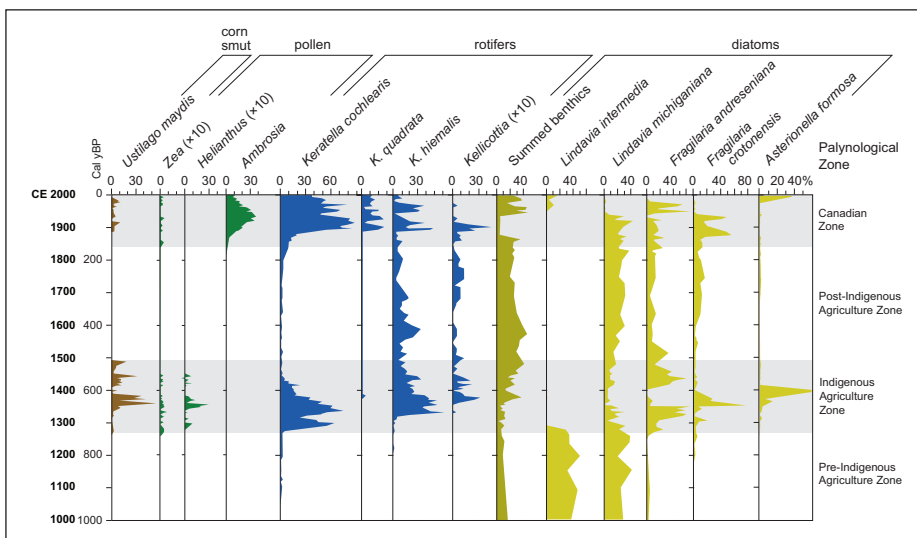 corn
smut
pollen
rotifers
diatoms
Cal yBP
Ustilago maydis
Zea (×10)
Helianthus (×10)
Ambrosia
Keratella cochlearis
K. quadrata
K. hiemalis
Kellicottia (×10)
Summed benthics
Lindavia intermedia
Lindavia michiganiana
Fragilaria andreseniana
Fragilaria
crotonensis
Asterionella formosa
Palynological
Zone
0 30 0 0 30 0 30 0 30 60 0 0 30 0 30 0 40 0 40 0 40 0 40 0 40 80 0 20 40%
CE 2000 0
1900
1800 200
1700
1600 400
1500
1400 600
1300
1200 800
1100
1000 1000
Canadian
Zone
Post-Indigenous
Agriculture Zone
Indigenous
Agriculture
Zone
Pre-Indigenous
Agriculture Zone